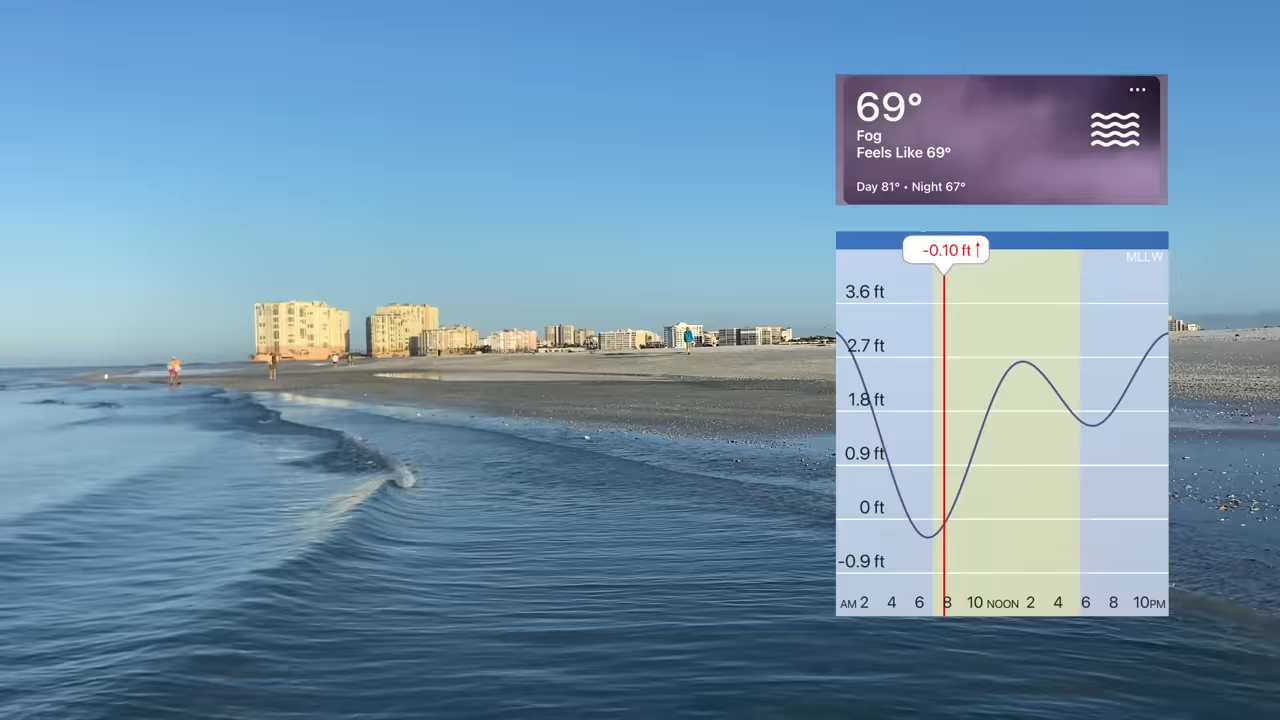 69°
Fog
Feels Like 69°
Day 81° • Night 67°
-0.10 ft ↑
MLLW
3.6 ft
2.7 ft
1.8 ft
0.9 ft
0 ft
-0.9 ft
AM 2 4 6 8 10 NOON 2 4 6 8 10PM